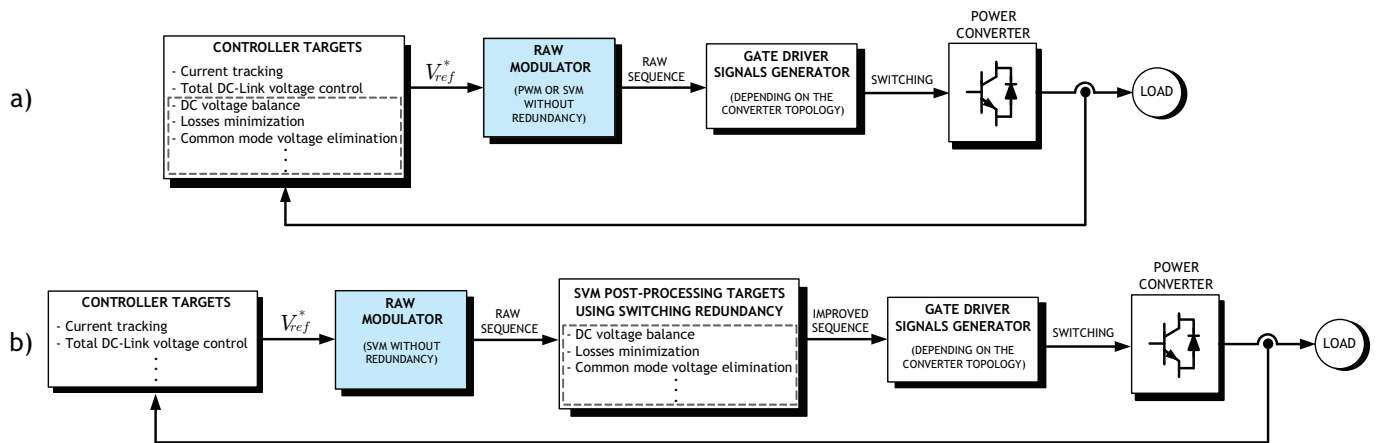 a)
CONTROLLER TARGETS
- Current tracking
- Total DC-Link voltage control
- DC voltage balance
- Losses minimization
- Common mode voltage elimination
V*ref
RAW
MODULATOR
(PWM OR SVM
WITHOUT
REDUNDANCY)
RAW
SEQUENCE
GATE DRIVER
SIGNALS GENERATOR
(DEPENDING ON THE
CONVERTER TOPOLOGY)
SWITCHING
POWER
CONVERTER
LOAD
b)
CONTROLLER TARGETS
- Current tracking
- Total DC-Link voltage control
V*ref
RAW
MODULATOR
(SVM WITHOUT
REDUNDANCY)
RAW
SEQUENCE
SVM POST-PROCESSING TARGETS
USING SWITCHING REDUNDANCY
- DC voltage balance
- Losses minimization
- Common mode voltage elimination
IMPROVED
SEQUENCE
GATE DRIVER
SIGNALS GENERATOR
(DEPENDING ON THE
CONVERTER TOPOLOGY)
SWITCHING
POWER
CONVERTER
LOAD